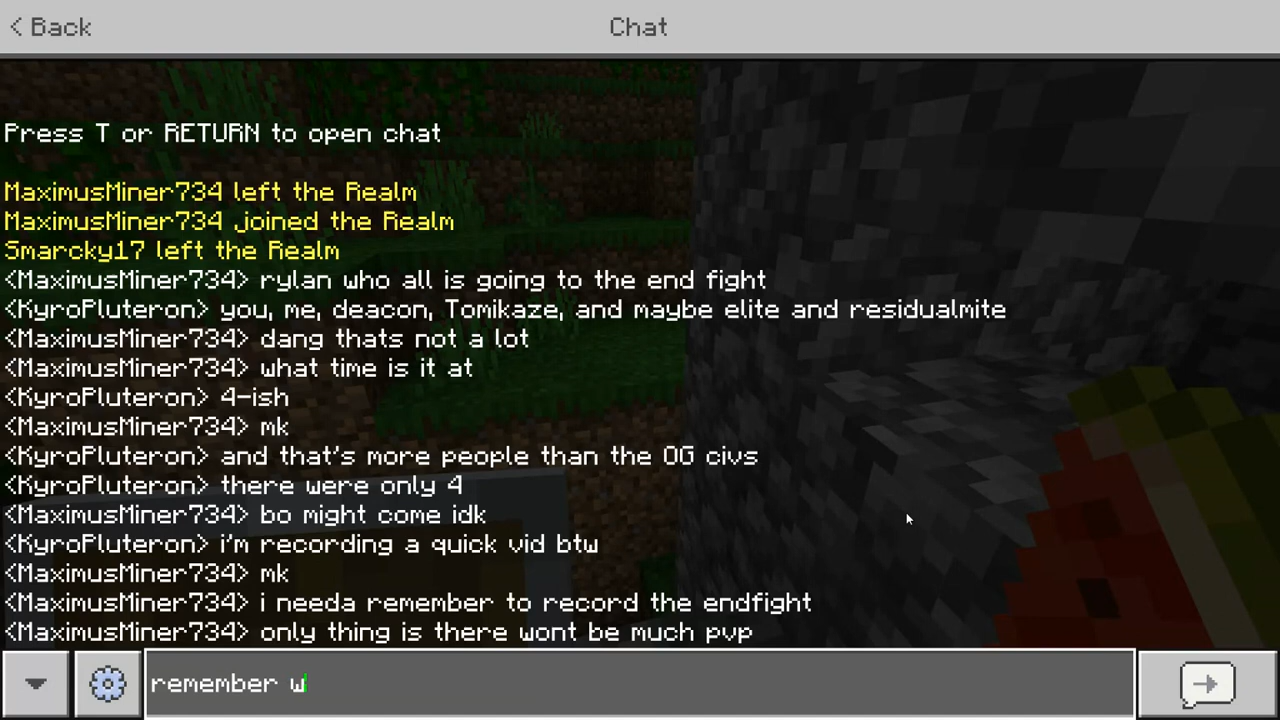 < Back
Chat
Press T or RETURN to open chat
MaximusMiner734 left the Realm
MaximusMiner734 joined the Realm
Smarcky17 left the Realm
<MaximusMiner734> rylan who all is going to the end fight
<KyroPluteron> you, me, deacon, Tomikaze, and maybe elite and residualmite
<MaximusMiner734> dang thats not a lot
<MaximusMiner734> what time is it at
<KyroPluteron> 4-ish
<MaximusMiner734> mk
<KyroPluteron> and that's more people than the OG civs
<KyroPluteron> there were only 4
<MaximusMiner734> bo might come idk
<KyroPluteron> i'm recording a quick vid btw
<MaximusMiner734> mk
<MaximusMiner734> i needa remember to record the endfight
<MaximusMiner734> only thing is there wont be much pvp
remember w